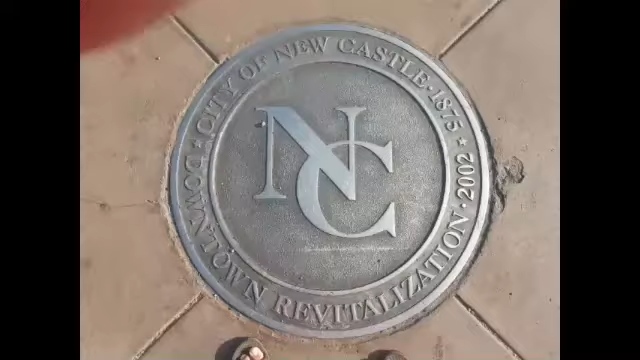 CITY OF NEW CASTLE · 1875
NC
DOWNTOWN REVITALIZATION · 2002